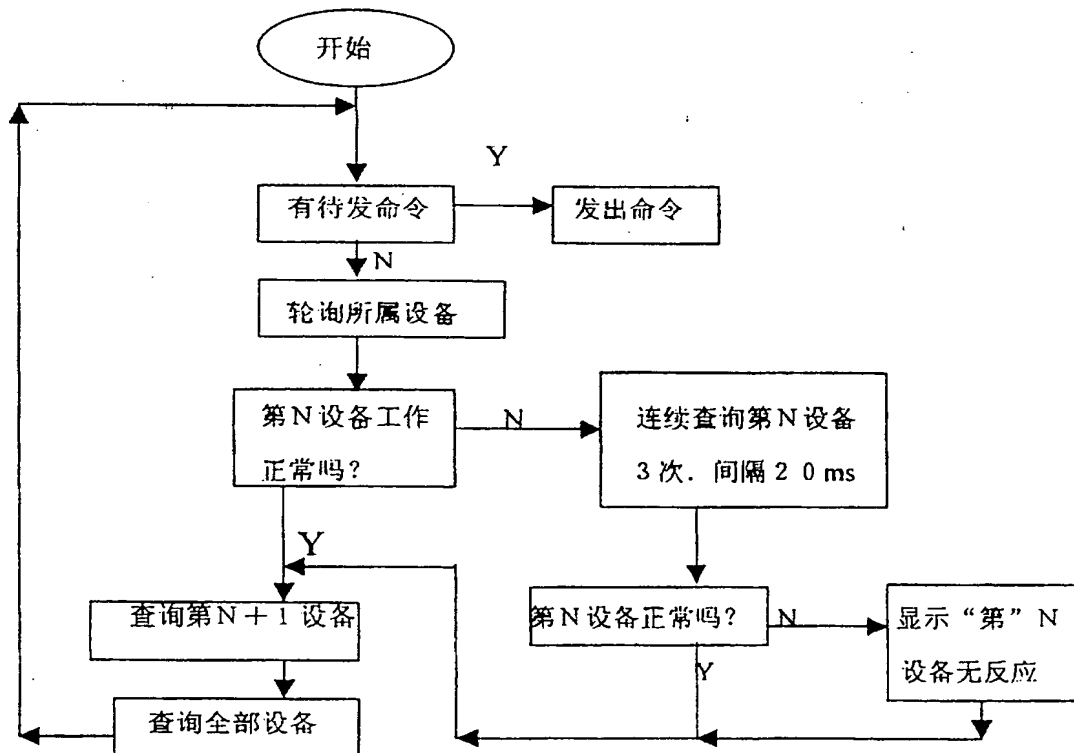 开始
Y
有待发命令
发出命令
N
轮询所属设备
第N设备工作
正常吗?
N
连续查询第N设备
3次.间隔20ms
Y
查询第N+1设备
第N设备正常吗?
N
显示“第”N
设备无反应
Y
查询全部设备